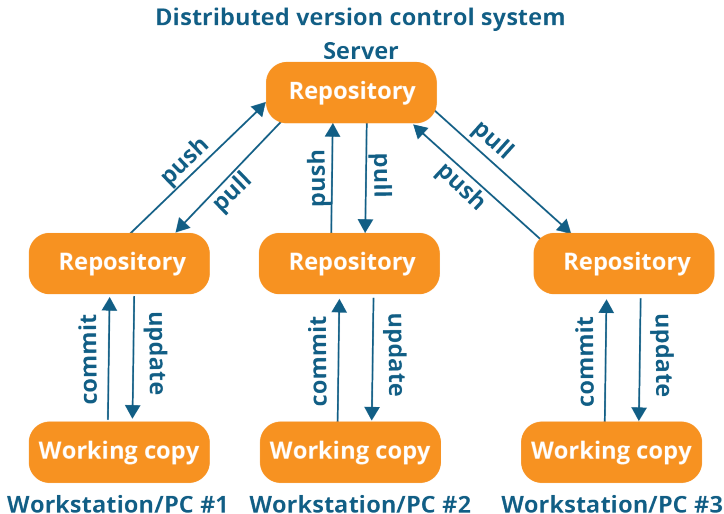 Distributed version control system
Server
Repository
push
pull
push
pull
push
pull
Repository
Repository
Repository
commit
update
commit
update
commit
update
Working copy
Working copy
Working copy
Workstation/PC #1
Workstation/PC #2
Workstation/PC #3